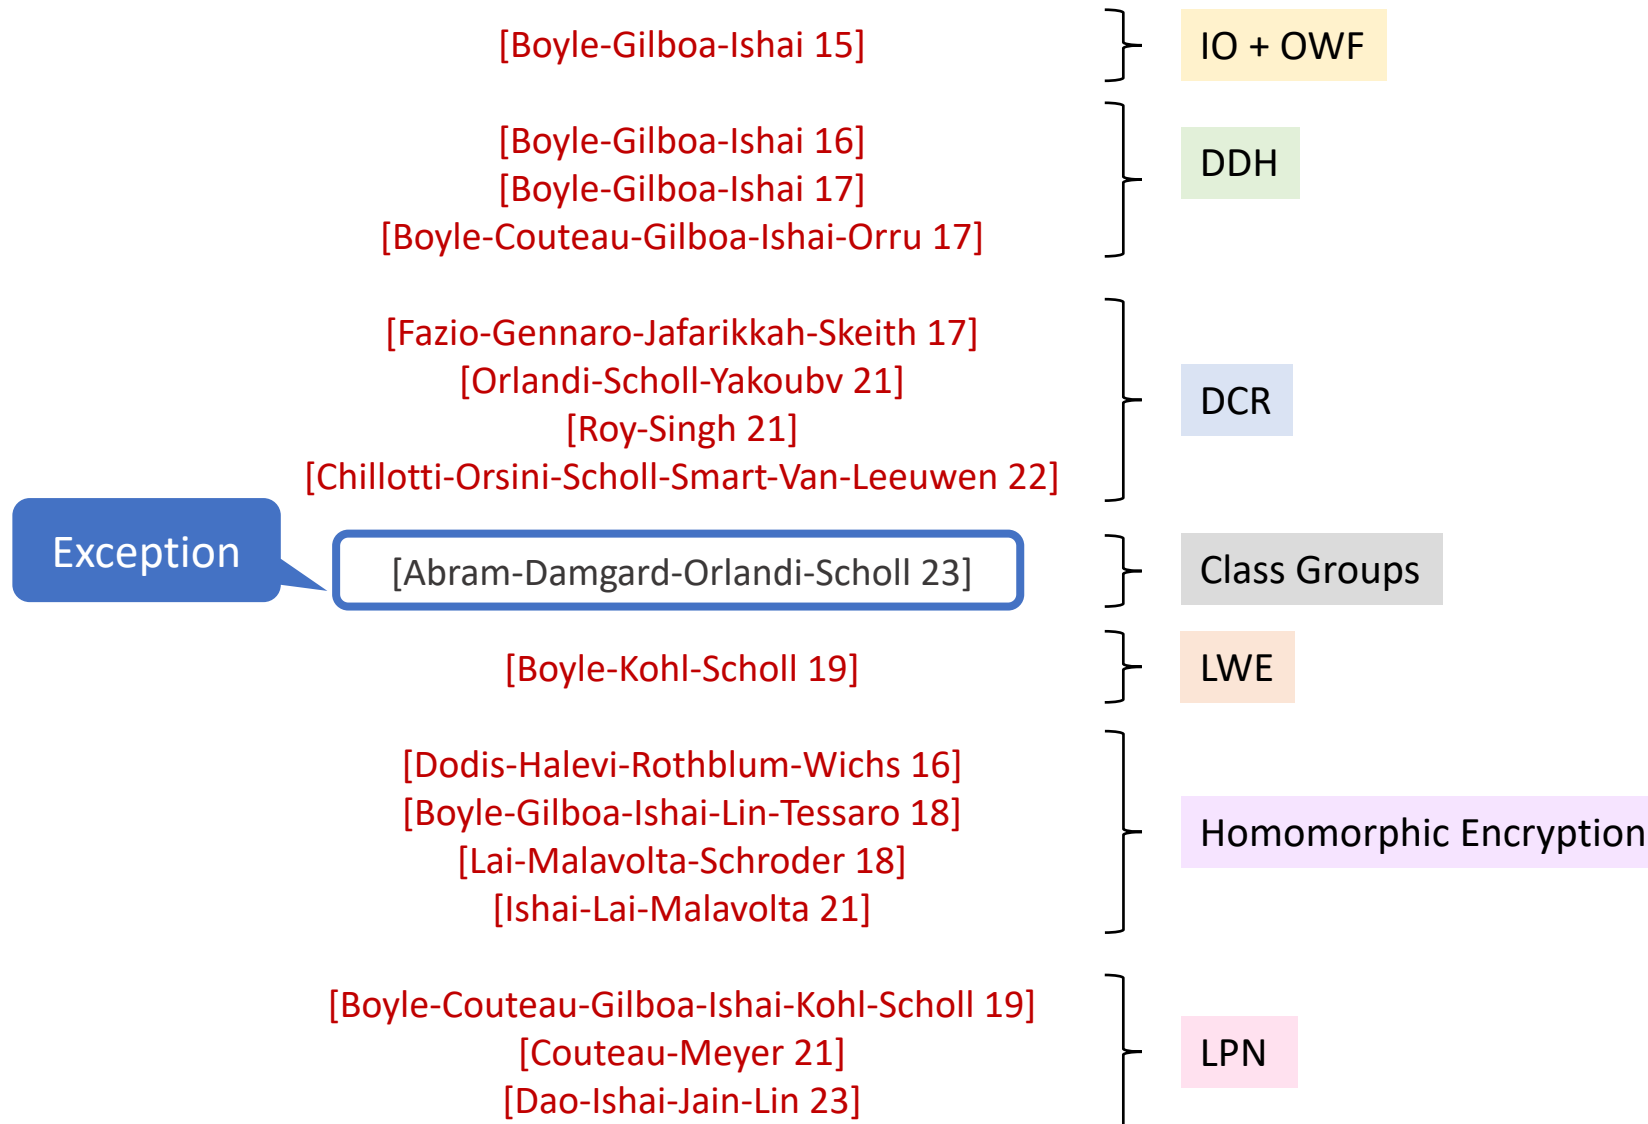 [Boyle-Gilboa-Ishai 15]
IO + OWF
[Boyle-Gilboa-Ishai 16]
[Boyle-Gilboa-Ishai 17]
[Boyle-Couteau-Gilboa-Ishai-Orru 17]
DDH
[Fazio-Gennaro-Jafarikkah-Skeith 17]
[Orlandi-Scholl-Yakoubv 21]
[Roy-Singh 21]
[Chillotti-Orsini-Scholl-Smart-Van-Leeuwen 22]
DCR
Exception
[Abram-Damgard-Orlandi-Scholl 23]
Class Groups
[Boyle-Kohl-Scholl 19]
LWE
[Dodis-Halevi-Rothblum-Wichs 16]
[Boyle-Gilboa-Ishai-Lin-Tessaro 18]
[Lai-Malavolta-Schroder 18]
[Ishai-Lai-Malavolta 21]
Homomorphic Encryption
[Boyle-Couteau-Gilboa-Ishai-Kohl-Scholl 19]
[Couteau-Meyer 21]
[Dao-Ishai-Jain-Lin 23]
LPN